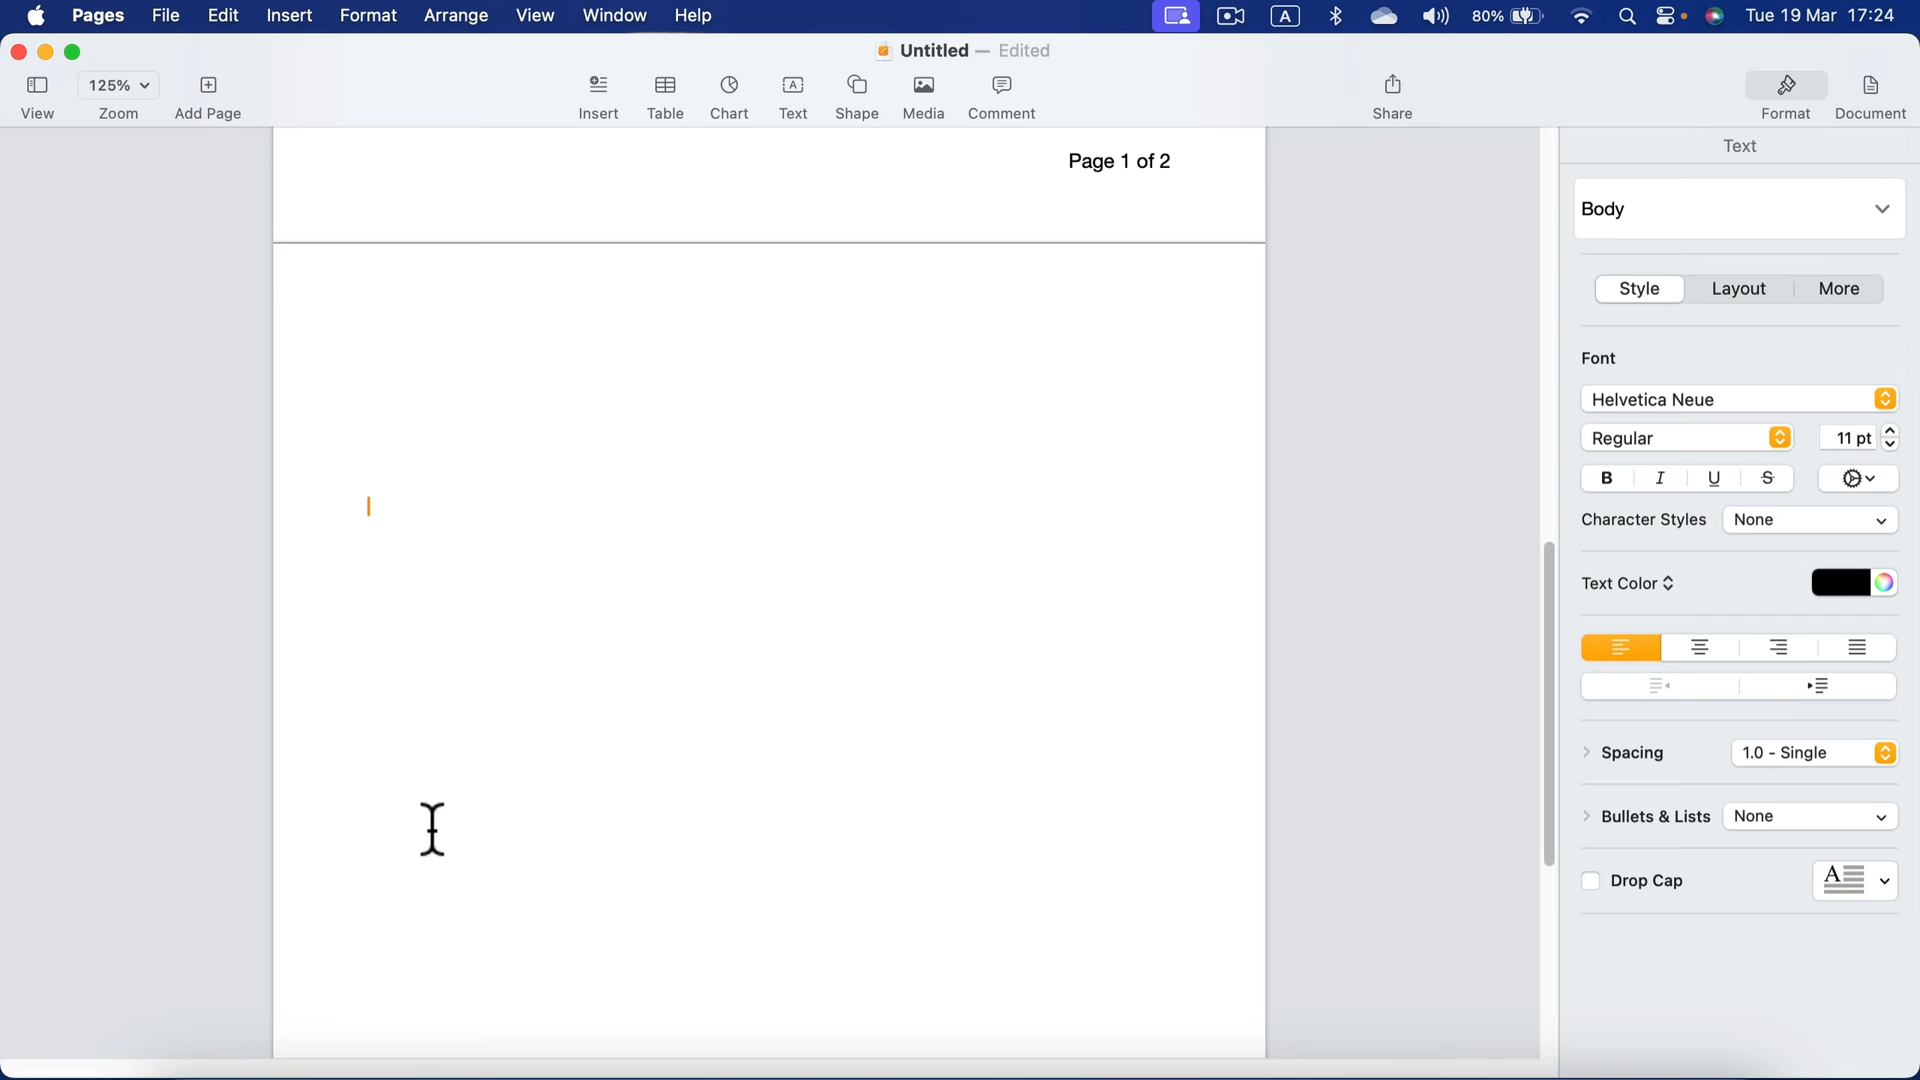 Pages File Edit Insert Format Arrange View Window Help A 80% Tue 19 Mar 17:24
Untitled — Edited
125%
View Zoom Add Page Insert Table Chart Text Shape Media Comment Share Format Document
Page 1 of 2
Text
Body
Style Layout More
Font
Helvetica Neue
Regular 11 pt
B I U S
Character Styles None
Text Color
Spacing 1.0 - Single
Bullets & Lists None
Drop Cap A